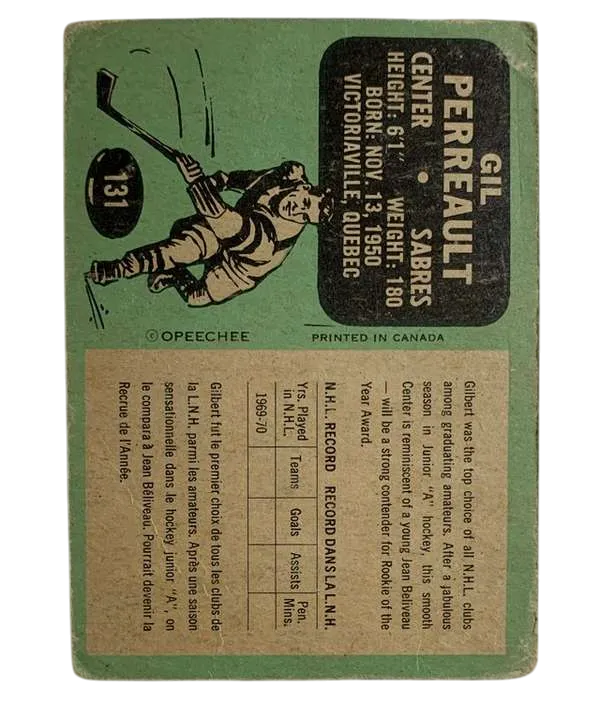 GIL
PERREAULT
CENTER • SABRES
HEIGHT: 6'1." WEIGHT: 180
BORN: NOV. 13, 1950
VICTORIAVILLE, QUEBEC
131
© OPEECHEE PRINTED IN CANADA
Gilbert was the top choice of all N.H.L. clubs
among graduating amateurs. After a fabulous
season in Junior "A" hockey, this smooth
Center is reminiscent of a young Jean Beliveau
— will be a strong contender for Rookie of the
Year Award.
N.H.L. RECORD RECORD DANS LA L.N.H.
Yrs. Played in N.H.L. Teams Goals Assists Pen. Mins.
1969-70
Gilbert fut le premier choix de tous les clubs de
la L.N.H. parmi les amateurs. Après une saison
sensationnelle dans le hockey junior "A", on
le compara à Jean Béliveau. Pourrait devenir la
Recrue de l'Année.